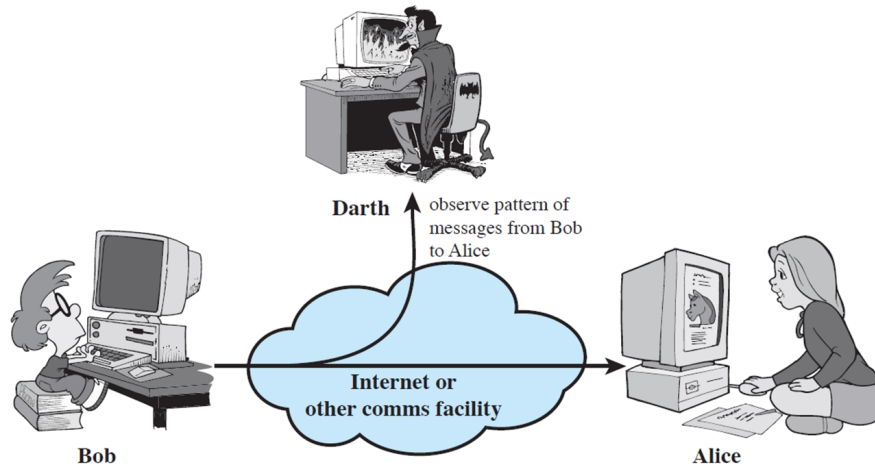 Darth
observe pattern of
messages from Bob
to Alice
Internet or
other comms facility
Bob
Alice